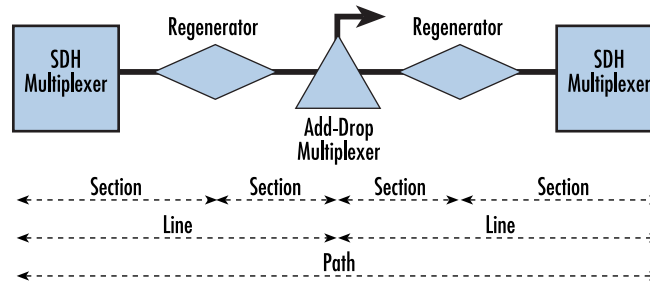 Regenerator
Regenerator
SDH
Multiplexer
SDH
Multiplexer
Add-Drop
Multiplexer
Section
Section
Section
Section
Line
Line
Path